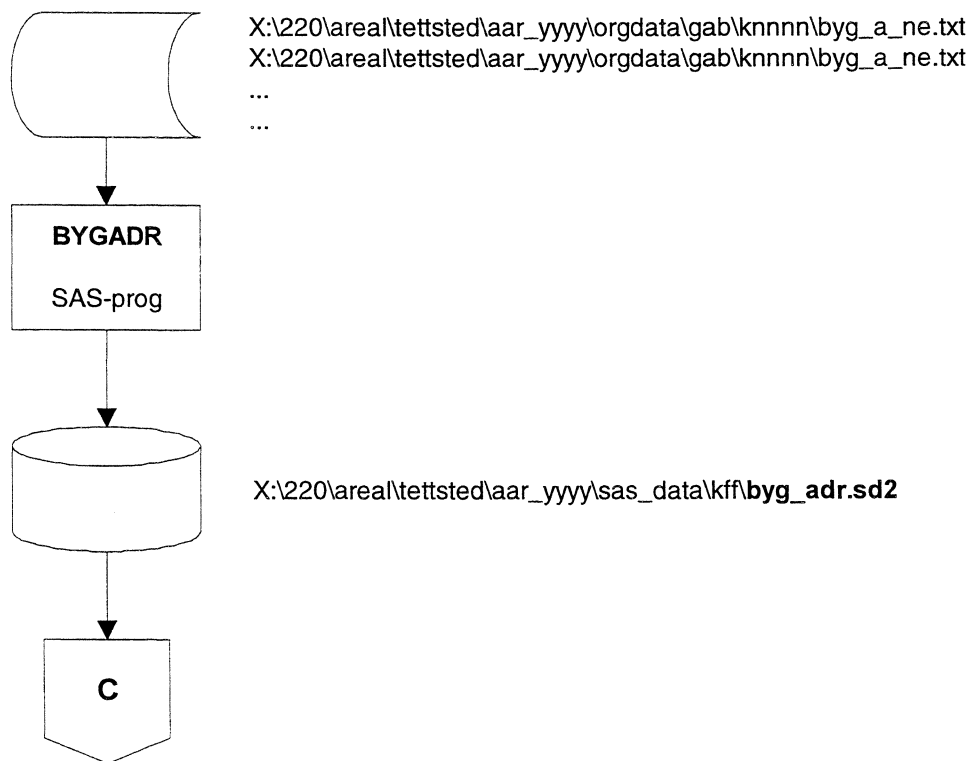 X:\220\areal\tettsted\aar_yyyy\orgdata\gab\knnnn\byg_a_ne.txt
X:\220\areal\tettsted\aar_yyyy\orgdata\gab\knnnn\byg_a_ne.txt
...
...
BYGADR
SAS-prog
X:\220\areal\tettsted\aar_yyyy\sas_data\kff\byg_adr.sd2
C